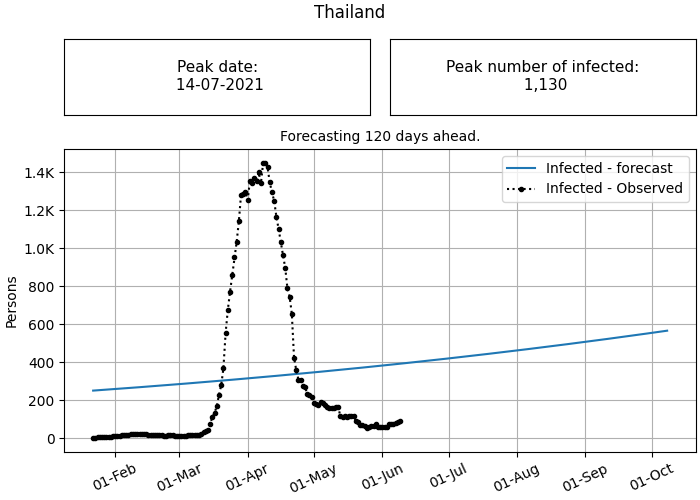 Thailand
Peak date:
14-07-2021
Peak number of infected:
1,130
Forecasting 120 days ahead.
Infected - forecast
Infected - Observed
1.4K
1.2K
1.0K
800
600
400
200
0
Persons
01-Feb
01-Mar
01-Apr
01-May
01-Jun
01-Jul
01-Aug
01-Sep
01-Oct